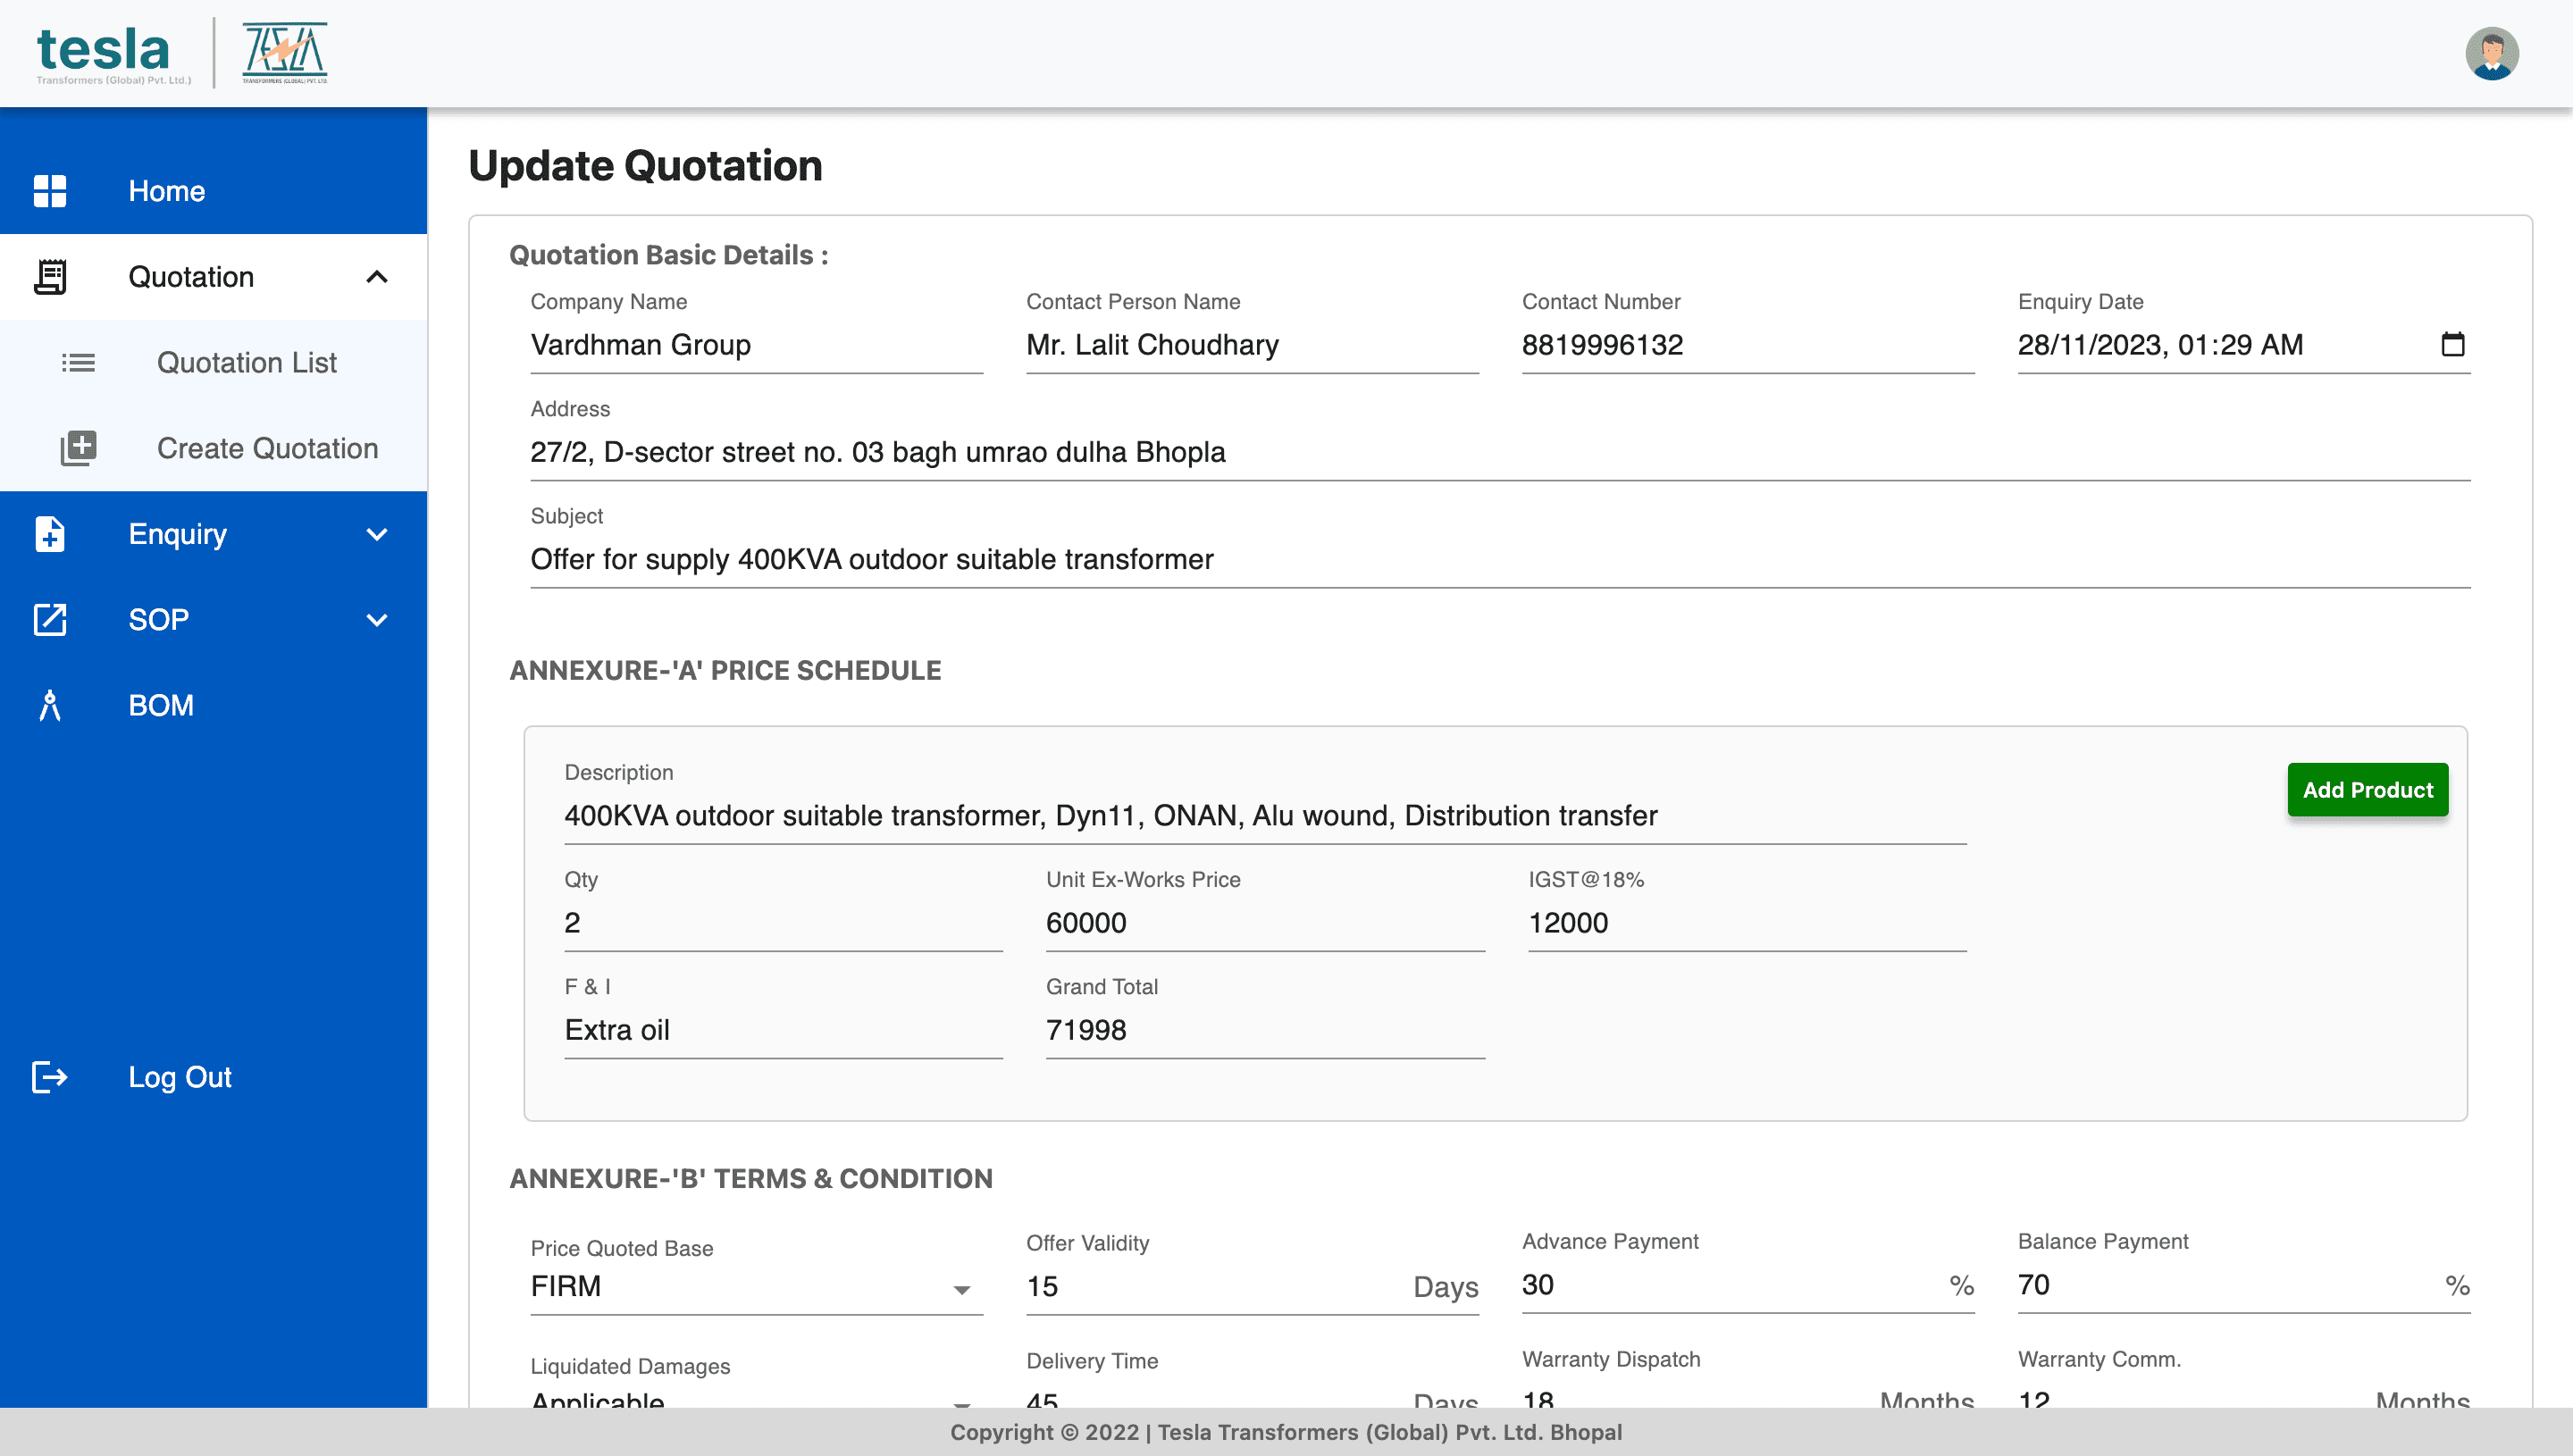 tesla
Transformers (Global) Pvt. Ltd.)
TESLA
TRANSFORMERS (GLOBAL) PVT. LTD.
Home
Quotation
Quotation List
Create Quotation
Enquiry
SOP
BOM
Log Out
Update Quotation
Quotation Basic Details :
Company Name
Vardhman Group
Contact Person Name
Mr. Lalit Choudhary
Contact Number
8819996132
Enquiry Date
28/11/2023, 01:29 AM
Address
27/2, D-sector street no. 03 bagh umrao dulha Bhopla
Subject
Offer for supply 400KVA outdoor suitable transformer
ANNEXURE-'A' PRICE SCHEDULE
Description
400KVA outdoor suitable transformer, Dyn11, ONAN, Alu wound, Distribution transfer
Add Product
Qty
2
Unit Ex-Works Price
60000
IGST@18%
12000
F & I
Extra oil
Grand Total
71998
ANNEXURE-'B' TERMS & CONDITION
Price Quoted Base
FIRM
Offer Validity
15 Days
Advance Payment
30 %
Balance Payment
70 %
Liquidated Damages
Applicable
Delivery Time
45 Days
Warranty Dispatch
18 Months
Warranty Comm.
12 Months
Copyright © 2022 | Tesla Transformers (Global) Pvt. Ltd. Bhopal